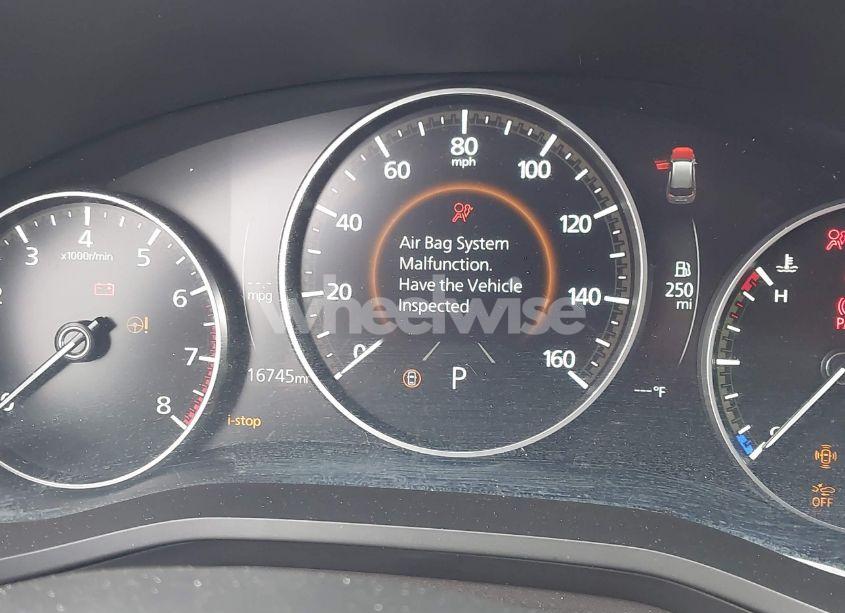 80
mph
60
100
40
120
20
140
0
160
Air Bag System
Malfunction.
Have the Vehicle
Inspected
P
3
4
5
x1000r/min
6
7
8
--- mpg
16745mi
i-stop
250
mi
---°F
H
OFF
wheelwise